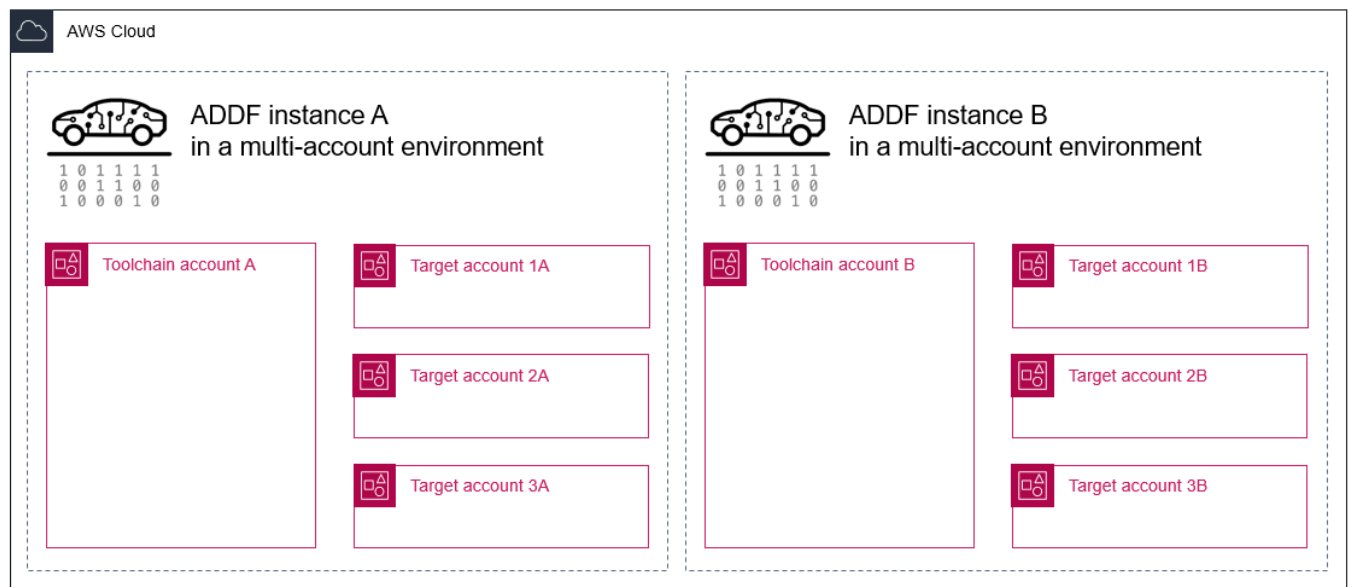 AWS Cloud
ADDF instance A
in a multi-account environment
1 0 1 1 1 1
0 0 1 1 0 0
1 0 0 0 1 0
Toolchain account A
Target account 1A
Target account 2A
Target account 3A
ADDF instance B
in a multi-account environment
1 0 1 1 1 1
0 0 1 1 0 0
1 0 0 0 1 0
Toolchain account B
Target account 1B
Target account 2B
Target account 3B